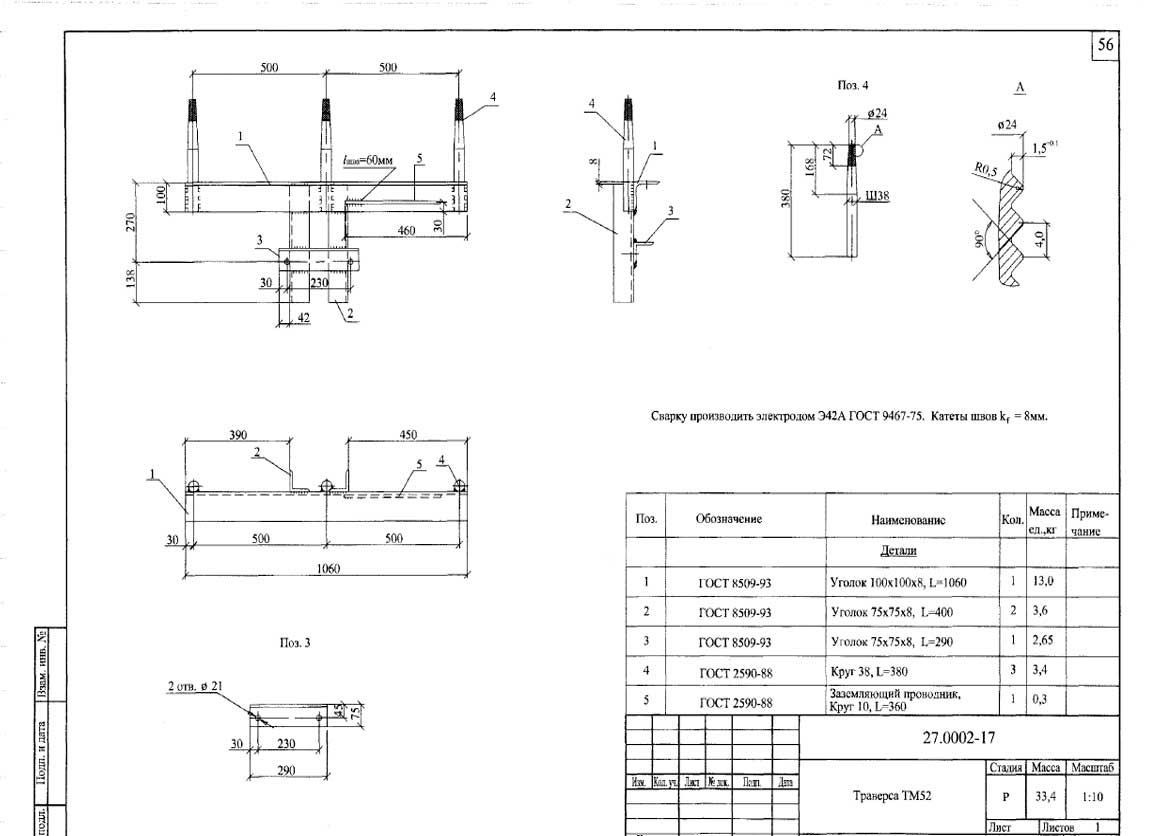 56
500
500
4
1
lшва=60мм
5
100
270
138
3
30
460
30
230
42
2
4
1
8
2
3
Поз. 4
ø24
А
72
168
380
Ш38
А
ø24
1,5
R0,5
90°
4,0
Сварку производить электродом Э42А ГОСТ 9467-75. Катеты швов kf = 8мм.
390
450
2
5
4
1
30
500
500
1060
Поз. 3
2 отв. ø 21
45
75
30
230
290
Поз. Обозначение Наименование Кол. Масса ед.,кг Приме-чание
Детали
1 ГОСТ 8509-93 Уголок 100х100х8, L=1060 1 13,0
2 ГОСТ 8509-93 Уголок 75х75х8, L=400 2 3,6
3 ГОСТ 8509-93 Уголок 75х75х8, L=290 1 2,65
4 ГОСТ 2590-88 Круг 38, L=380 3 3,4
5 ГОСТ 2590-88 Заземляющий проводник, 1 0,3
Круг 10, L=360
27.0002-17
Изм. Кол. уч. Лист № док. Подп. Дата
Траверса ТМ52
Стадия Масса Масштаб
Р 33,4 1:10
Лист Листов 1
Взам. инв. №
Подп. и дата
подл.